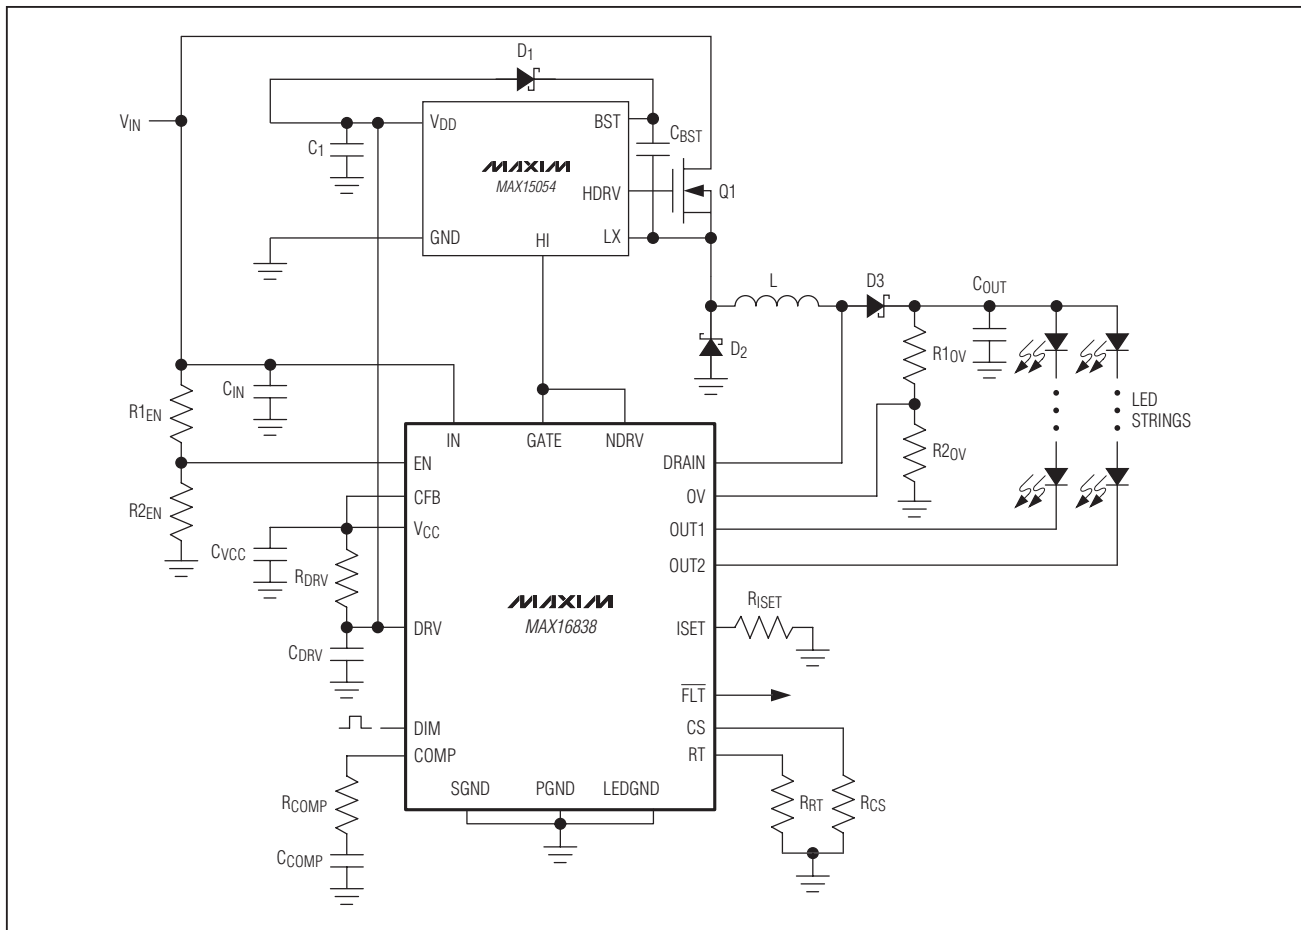 D1
VIN
C1
VDD
BST
CBST
MAXIM
MAX15054
HDRV
Q1
GND
HI
LX
L
D3
COUT
D2
R1OV
CIN
R1EN
LED
STRINGS
IN
GATE
NDRV
EN
DRAIN
R2OV
CFB
OV
R2EN
VCC
OUT1
CVCC
RDRV
OUT2
MAXIM
MAX16838
RISET
DRV
ISET
CDRV
FLT
DIM
CS
COMP
RT
SGND
PGND
LEDGND
RCOMP
RRT
RCS
CCOMP